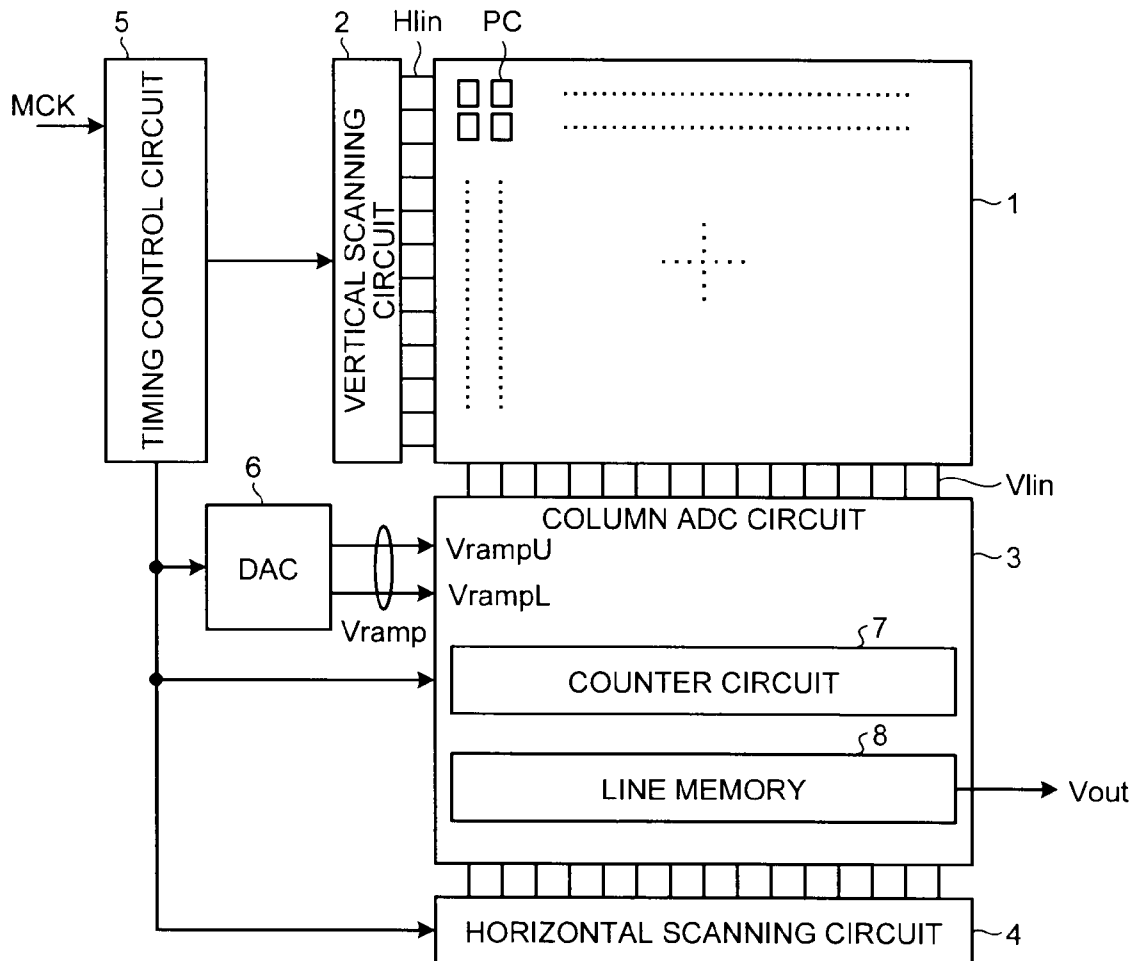 5
2
Hlin
PC
MCK
TIMING CONTROL CIRCUIT
VERTICAL SCANNING
CIRCUIT
1
Vlin
6
DAC
VrampU
VrampL
Vramp
COLUMN ADC CIRCUIT
3
7
COUNTER CIRCUIT
8
LINE MEMORY
Vout
HORIZONTAL SCANNING CIRCUIT
4